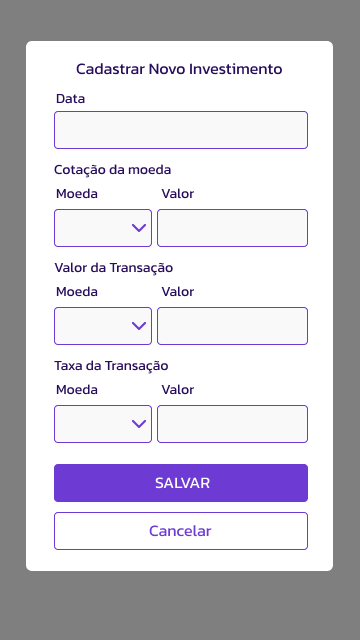 Cadastrar Novo Investimento
Data
Cotação da moeda
Moeda Valor
Valor da Transação
Moeda Valor
Taxa da Transação
Moeda Valor
SALVAR
Cancelar